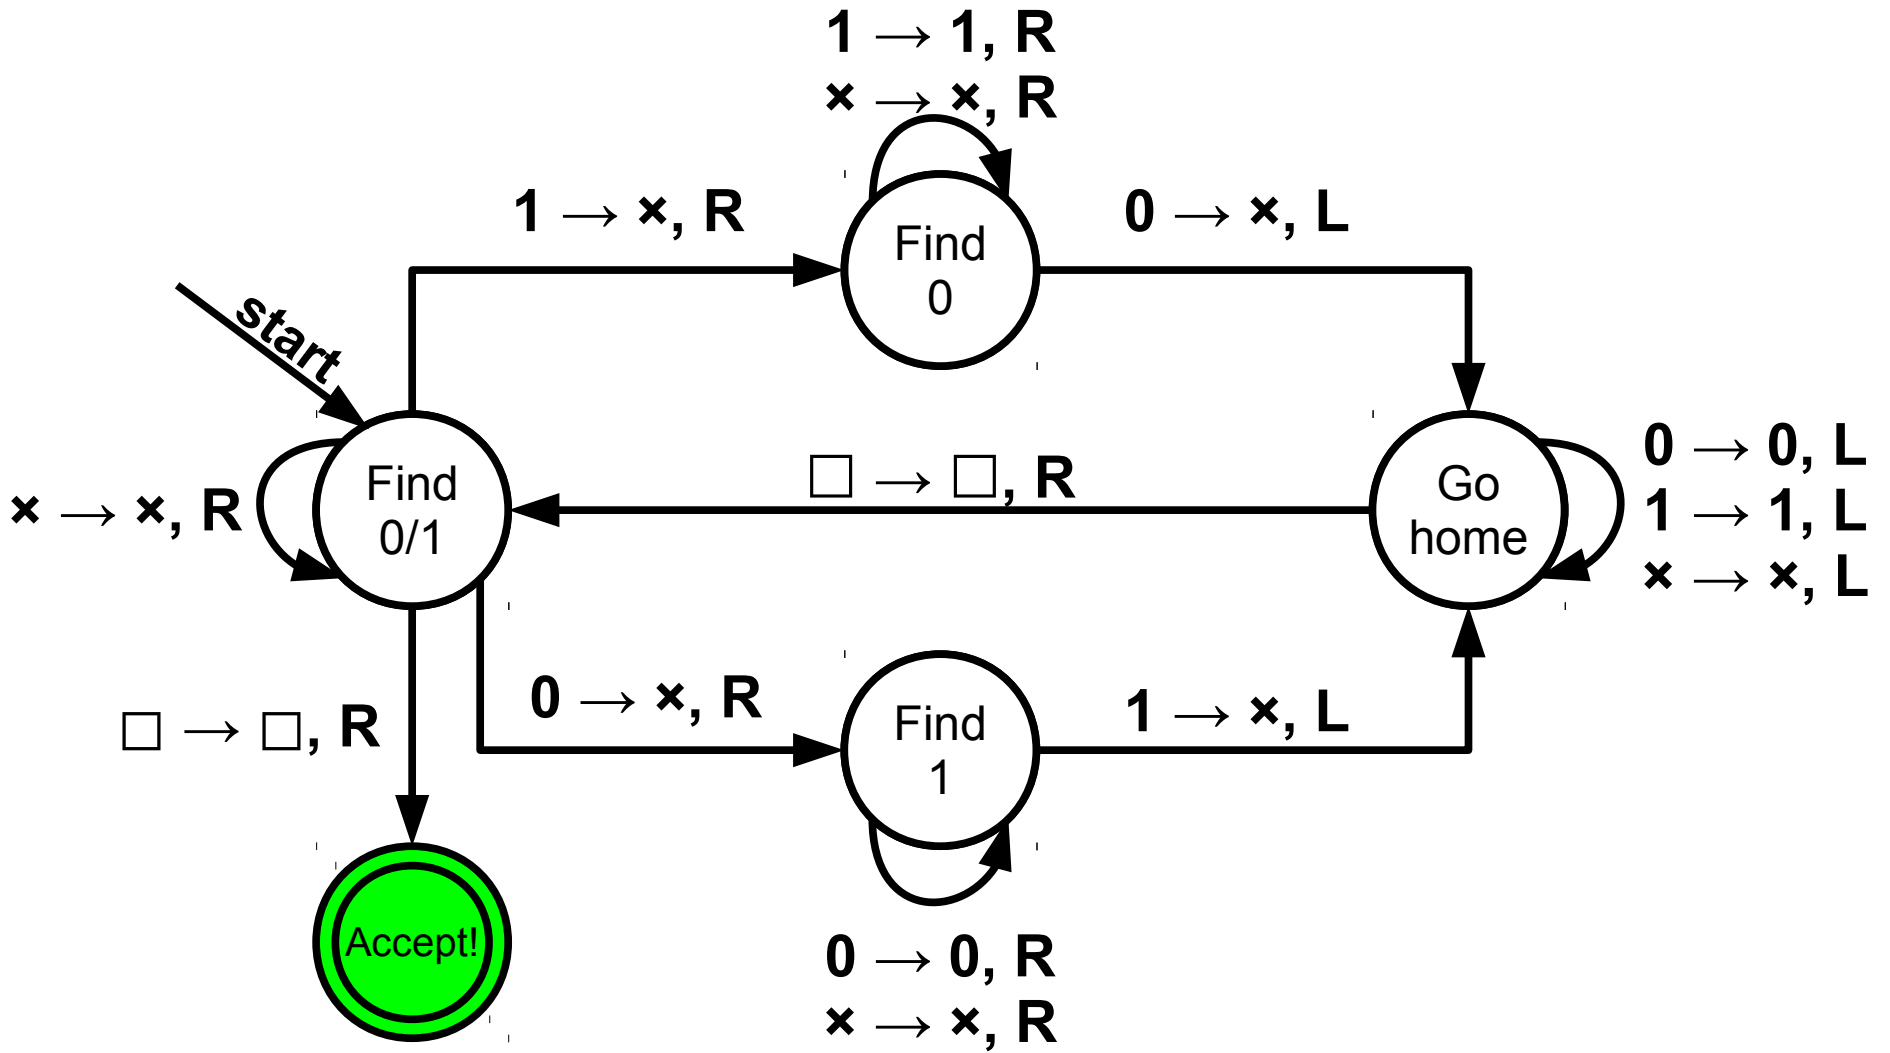 1 → 1, R
× → ×, R
1 → ×, R
Find
0
0 → ×, L
start
× → ×, R
Find
0/1
□ → □, R
Go
home
0 → 0, L
1 → 1, L
× → ×, L
□ → □, R
0 → ×, R
Find
1
1 → ×, L
Accept!
0 → 0, R
× → ×, R